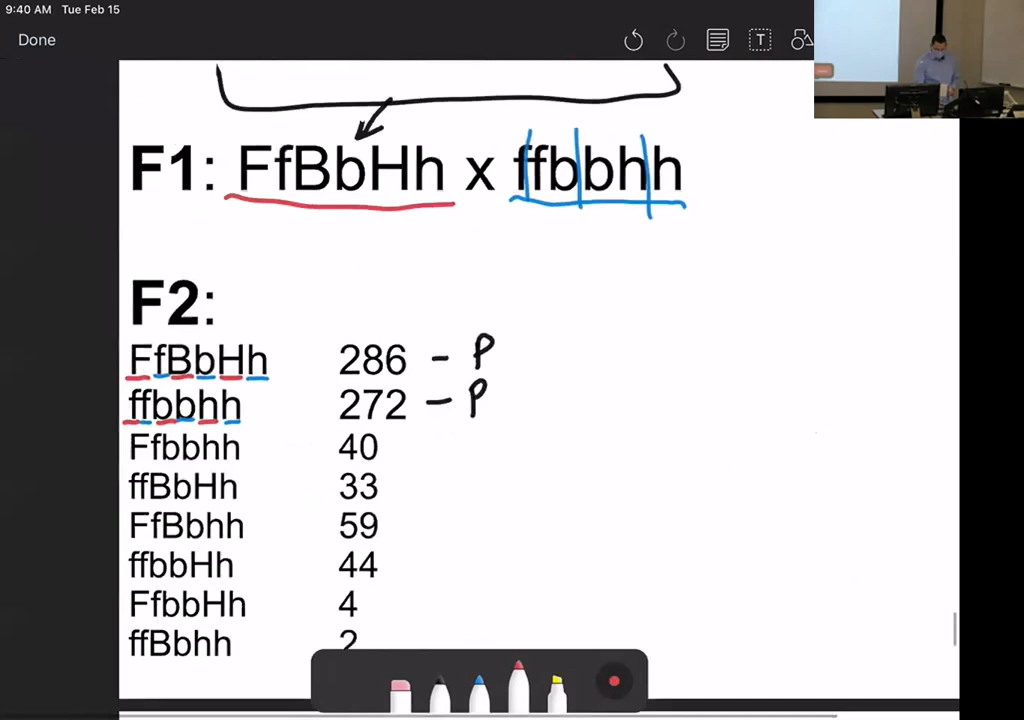 9:40 AM Tue Feb 15
Done
T
F1: FfBbHh x ffbbhh
F2:
FfBbHh 286 - P
ffbbhh 272 - P
Ffbbhh 40
ffBbHh 33
FfBbhh 59
ffbbHh 44
FfbbHh 4
ffBbhh 2